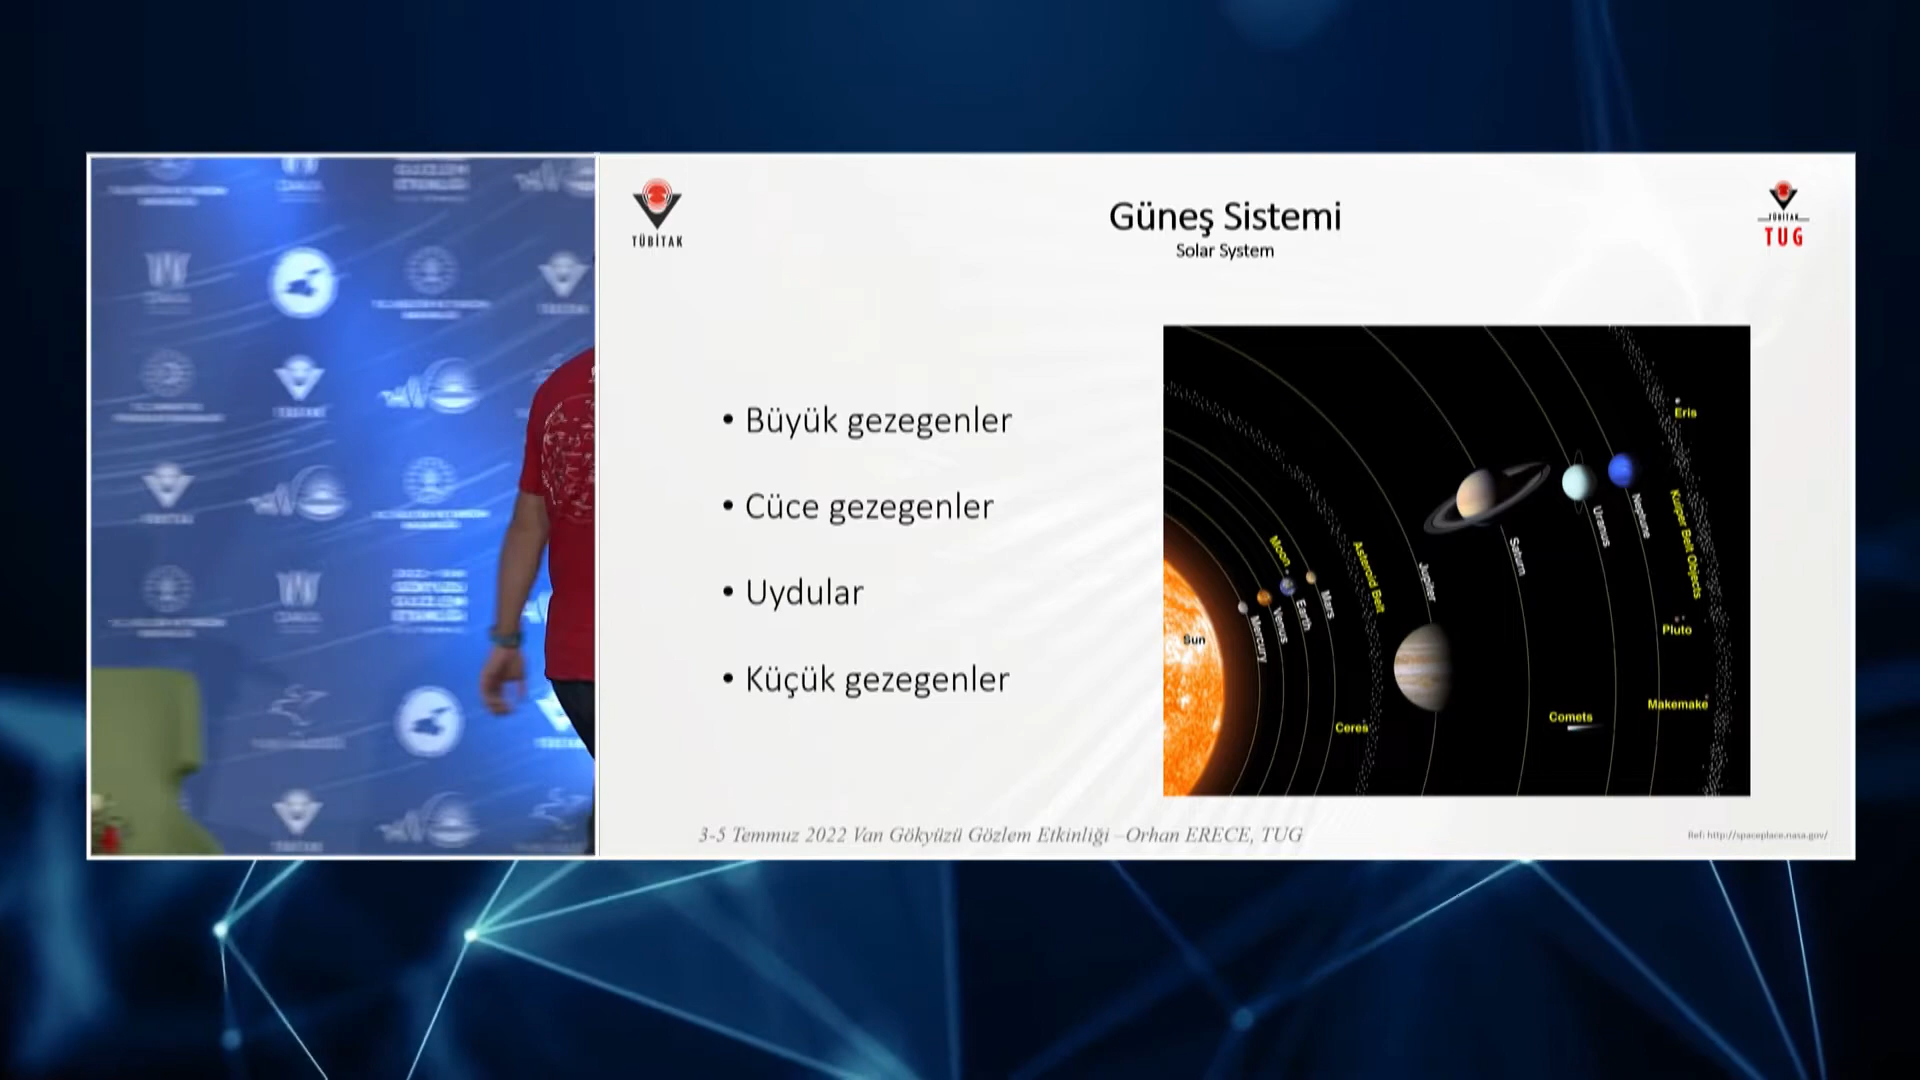 TÜBİTAK
Güneş Sistemi
Solar System
TÜBİTAK
TUG
• Büyük gezegenler
• Cüce gezegenler
• Uydular
• Küçük gezegenler
Eris
Kuiper Belt Objects
Neptune
Uranus
Saturn
Jupiter
Asteroid Belt
Moon
Mars
Earth
Venus
Mercury
Sun
Pluto
Makemake
Comets
Ceres
3-5 Temmuz 2022 Van Gökyüzü Gözlem Etkinliği –Orhan ERECE, TUG
Ref: http://spaceplace.nasa.gov/
TÜBİTAK